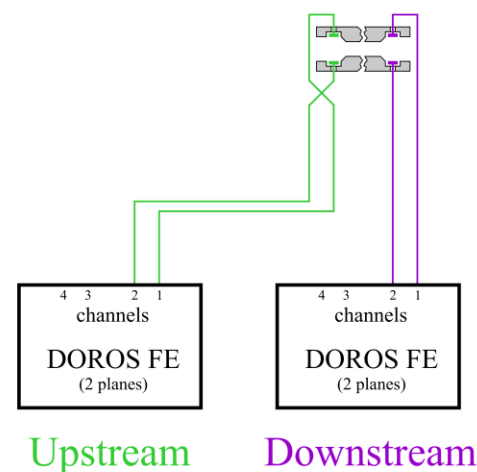 4 3 2 1
channels
DOROS FE
(2 planes)
4 3 2 1
channels
DOROS FE
(2 planes)
Upstream
Downstream